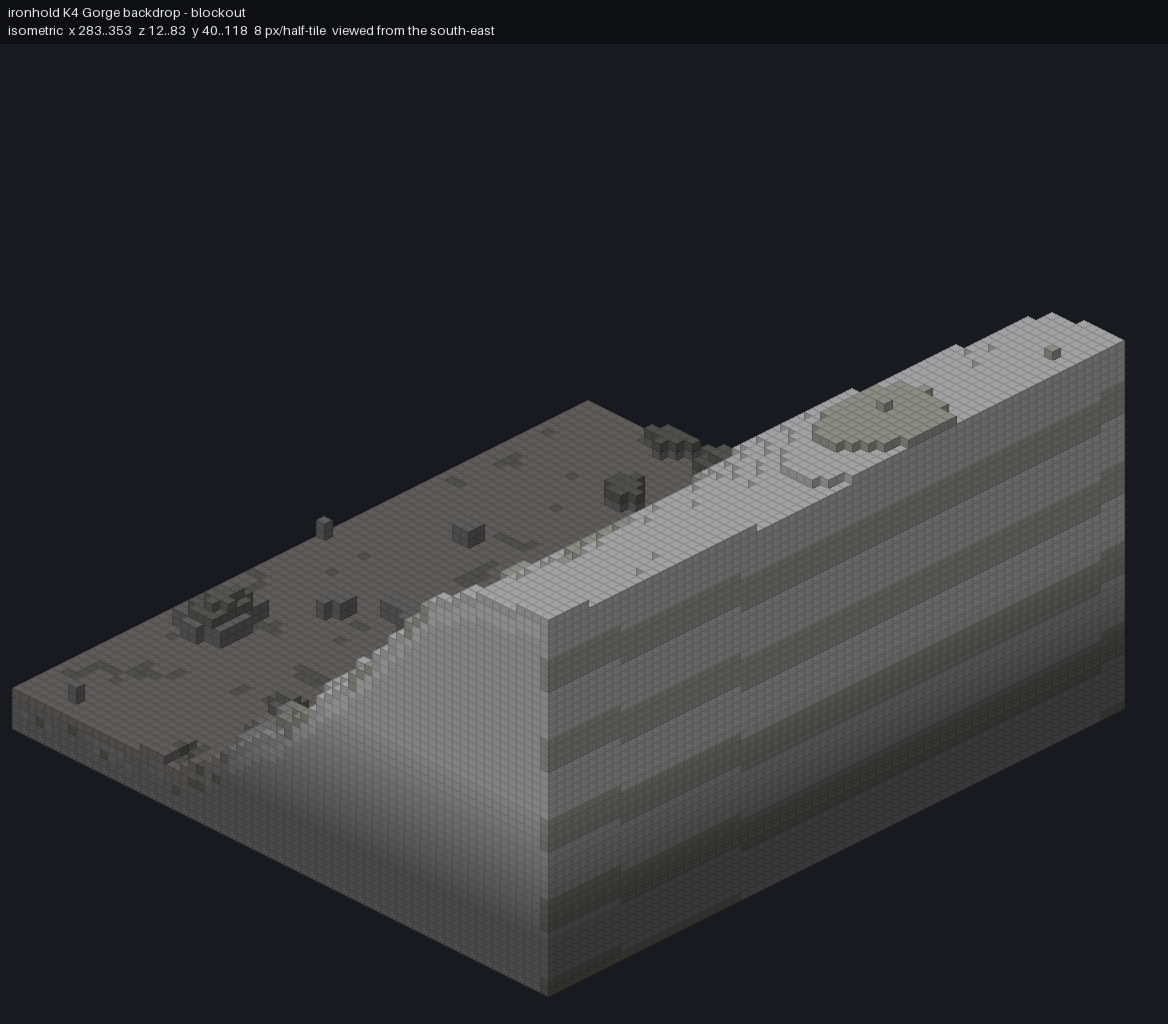 ironhold K4 Gorge backdrop - blockout
isometric  x 283..353  z 12..83  y 40..118  8 px/half-tile  viewed from the south-east